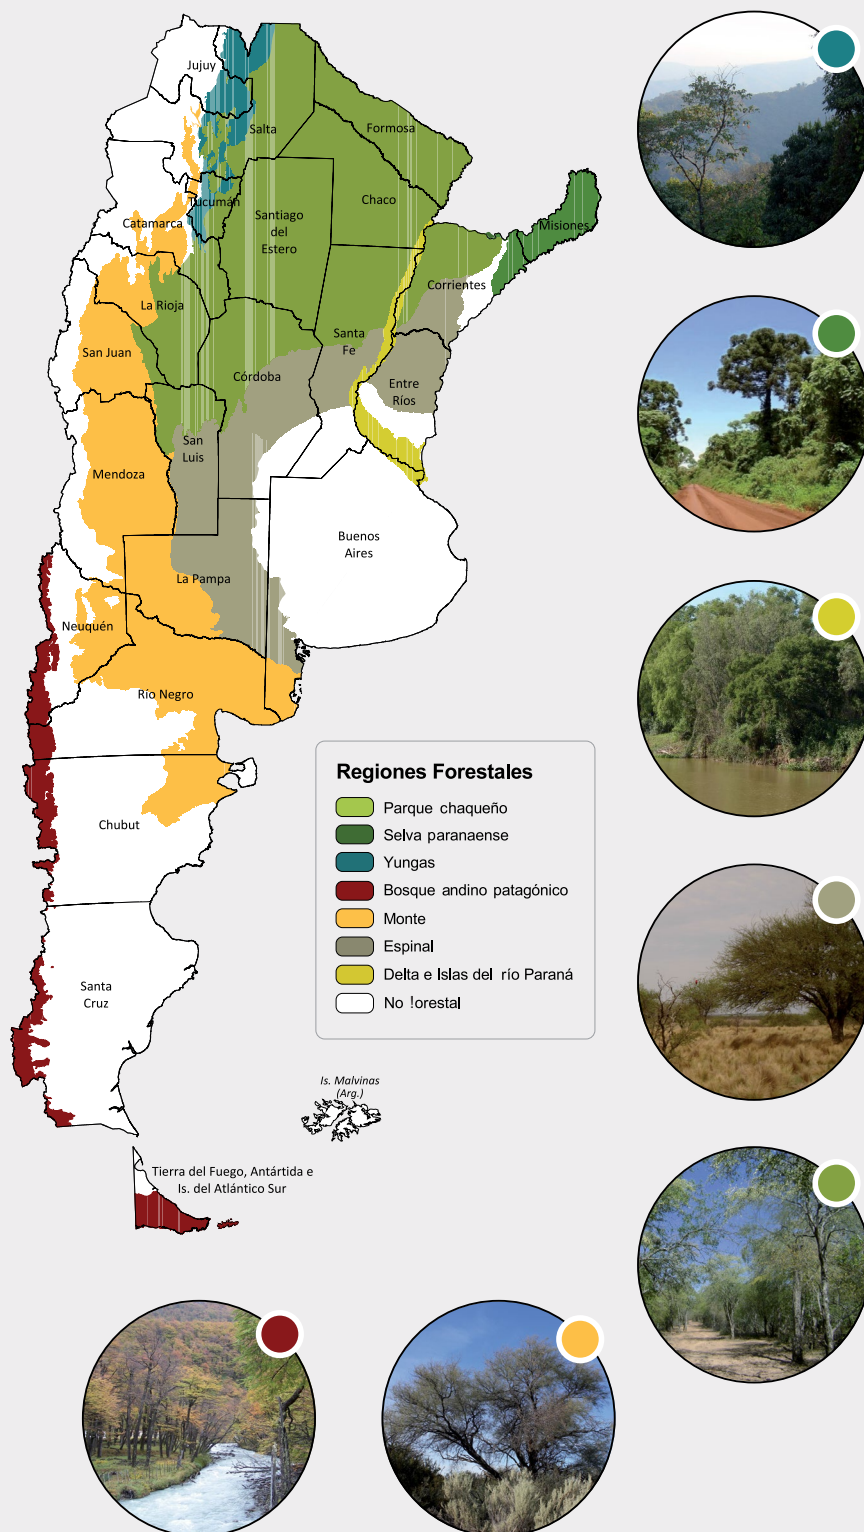 Jujuy
Salta
Formosa
Tucumán
Chaco
Santiago
del
Estero
Misiones
Catamarca
Corrientes
La Rioja
Santa
Fe
San Juan
Córdoba
Entre
Ríos
San
Luis
Mendoza
Buenos
Aires
La Pampa
Neuquén
Río Negro
Chubut
Santa
Cruz
Regiones Forestales
Parque chaqueño
Selva paranaense
Yungas
Bosque andino patagónico
Monte
Espinal
Delta e Islas del río Paraná
No !orestal
Is. Malvinas
(Arg.)
Tierra del Fuego, Antártida e
Is. del Atlántico Sur